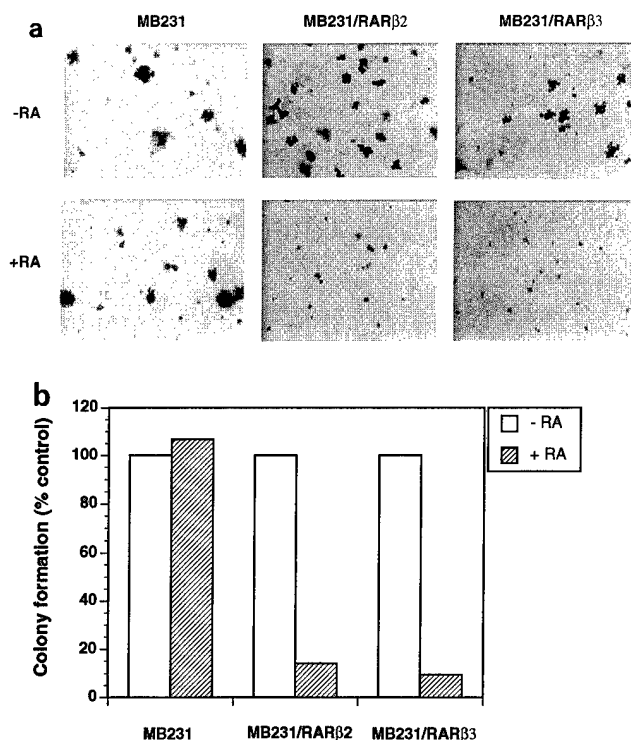 a
MB231 MB231/RARβ2 MB231/RARβ3
-RA
+RA
b
Colony formation (% control)
120
100
80
60
40
20
0
- RA
+ RA
MB231 MB231/RARβ2 MB231/RARβ3